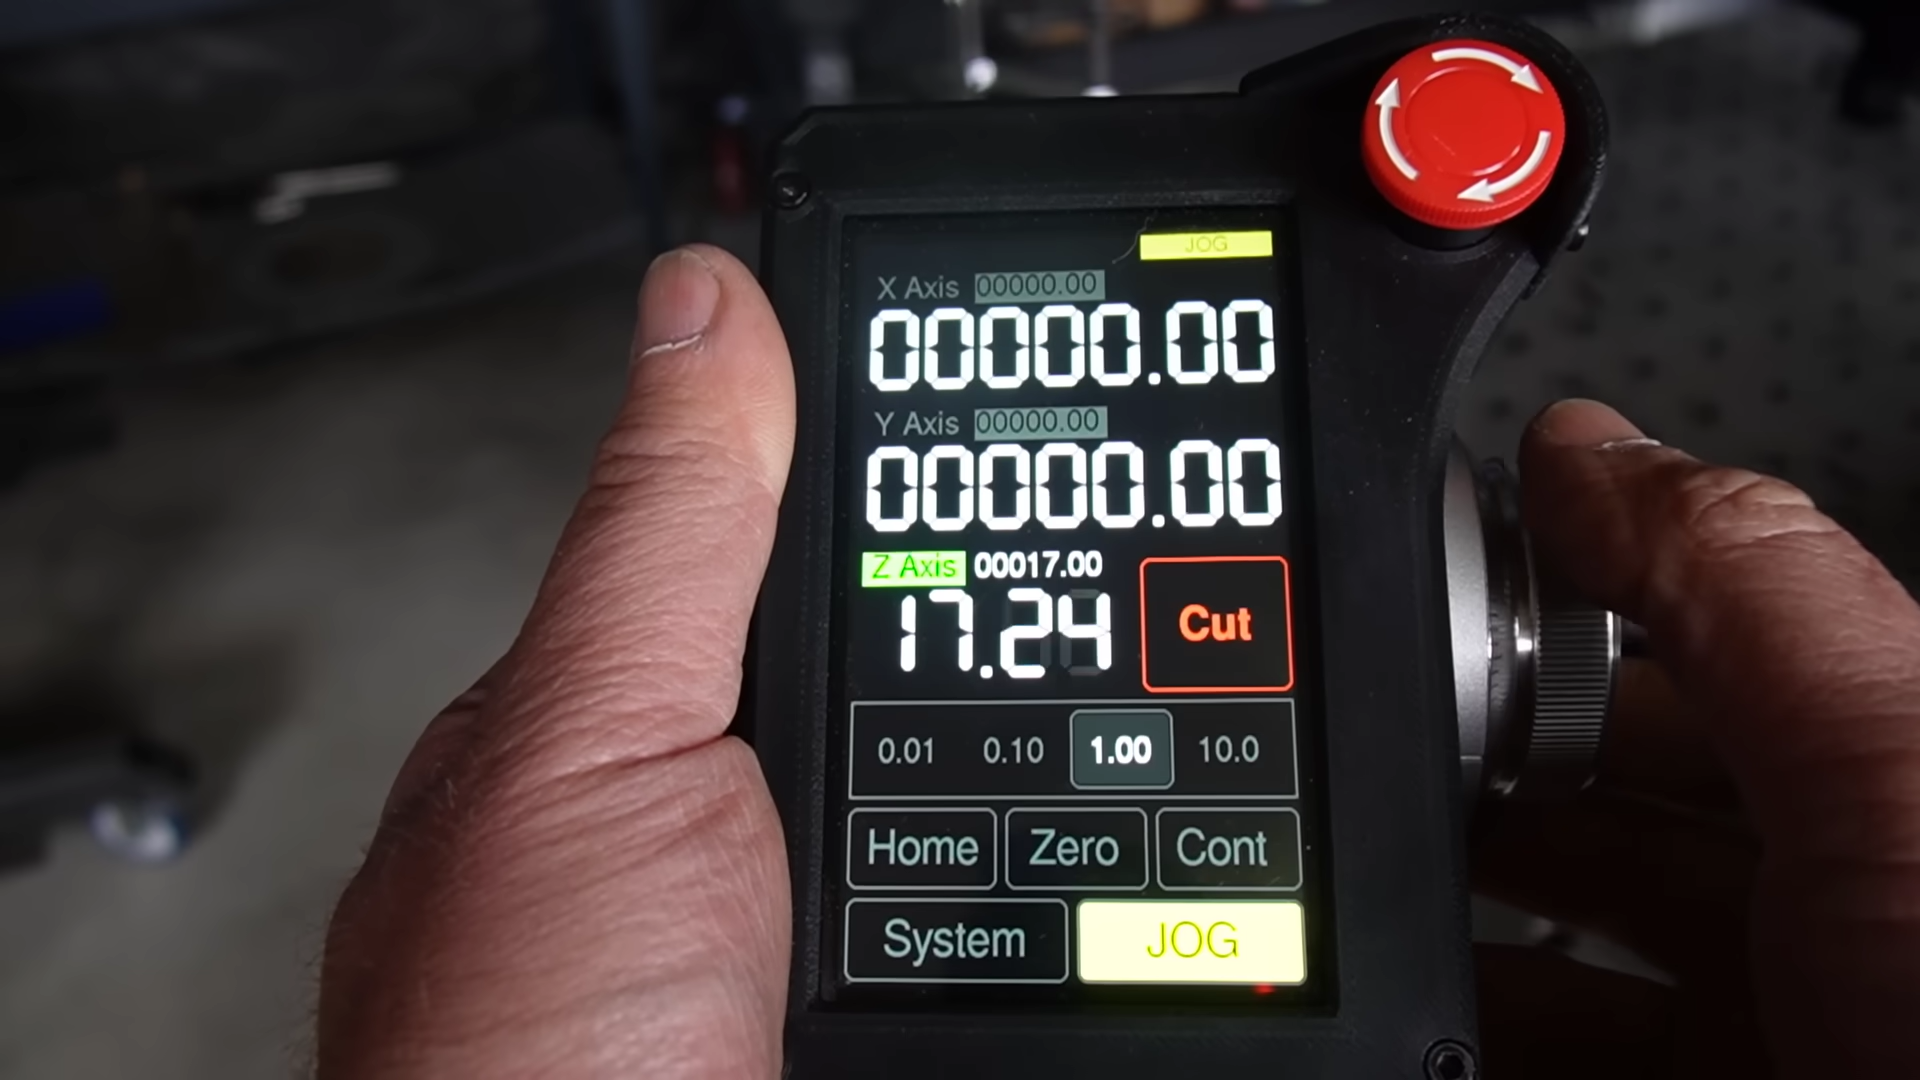 JOG
X Axis 00000.00
00000.00
Y Axis 00000.00
00000.00
Z Axis 00017.00
17.24
Cut
0.01 0.10 1.00 10.0
Home Zero Cont
System JOG